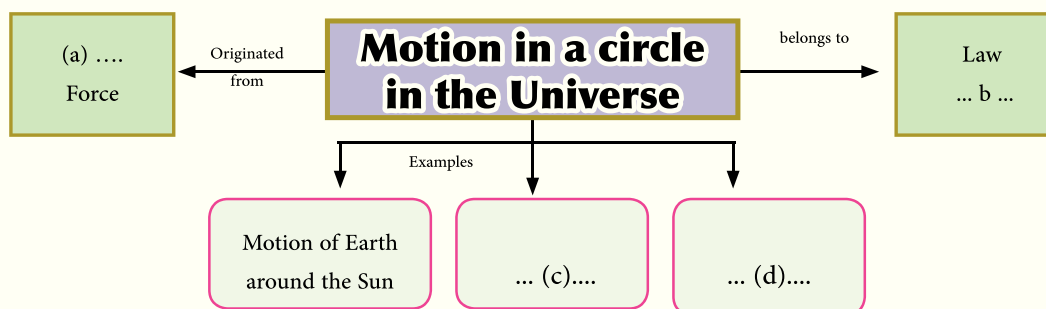 (a) ....
Force
Originated
from
Motion in a circle
in the Universe
belongs to
Law
... b ...
Examples
Motion of Earth
around the Sun
... (c)....
... (d)....